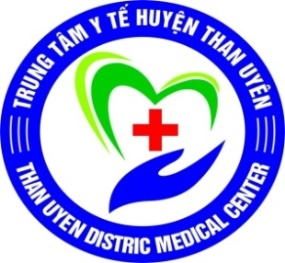 TRUNG TÂM Y TẾ HUYỆN THAN UYÊN
THAN UYEN DISTRIC MEDICAL CENTER